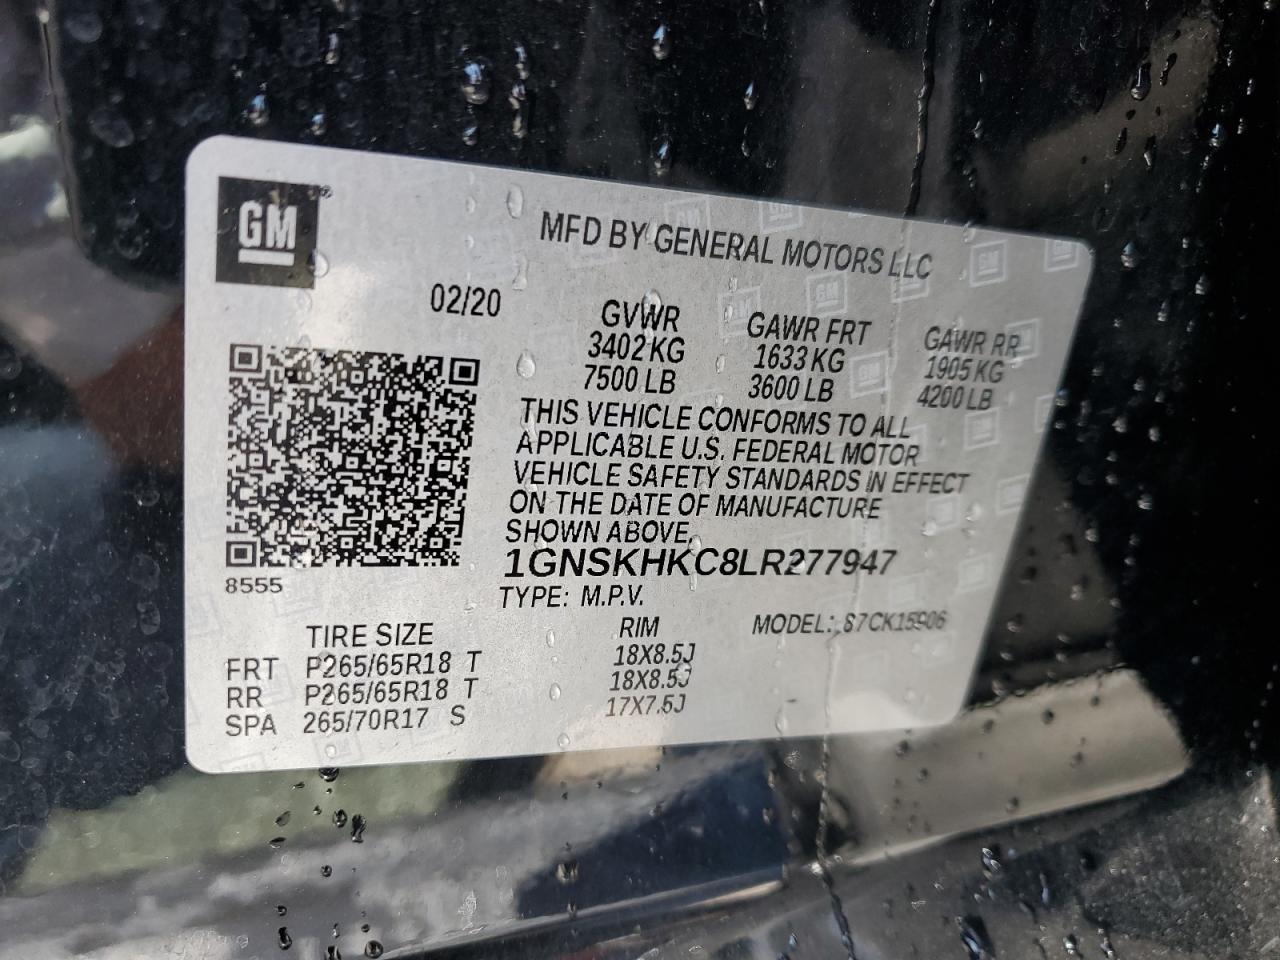 GM
MFD BY GENERAL MOTORS LLC
02/20
GVWR
3402 KG
7500 LB
GAWR FRT
1633 KG
3600 LB
GAWR RR
1905 KG
4200 LB
THIS VEHICLE CONFORMS TO ALL
APPLICABLE U.S. FEDERAL MOTOR
VEHICLE SAFETY STANDARDS IN EFFECT
ON THE DATE OF MANUFACTURE
SHOWN ABOVE.
1GNSKHKC8LR277947
8555
TYPE: M.P.V.
MODEL: 87CK15906
TIRE SIZE RIM
FRT P265/65R18 T 18X8.5J
RR P265/65R18 T 18X8.5J
SPA 265/70R17 S 17X7.5J